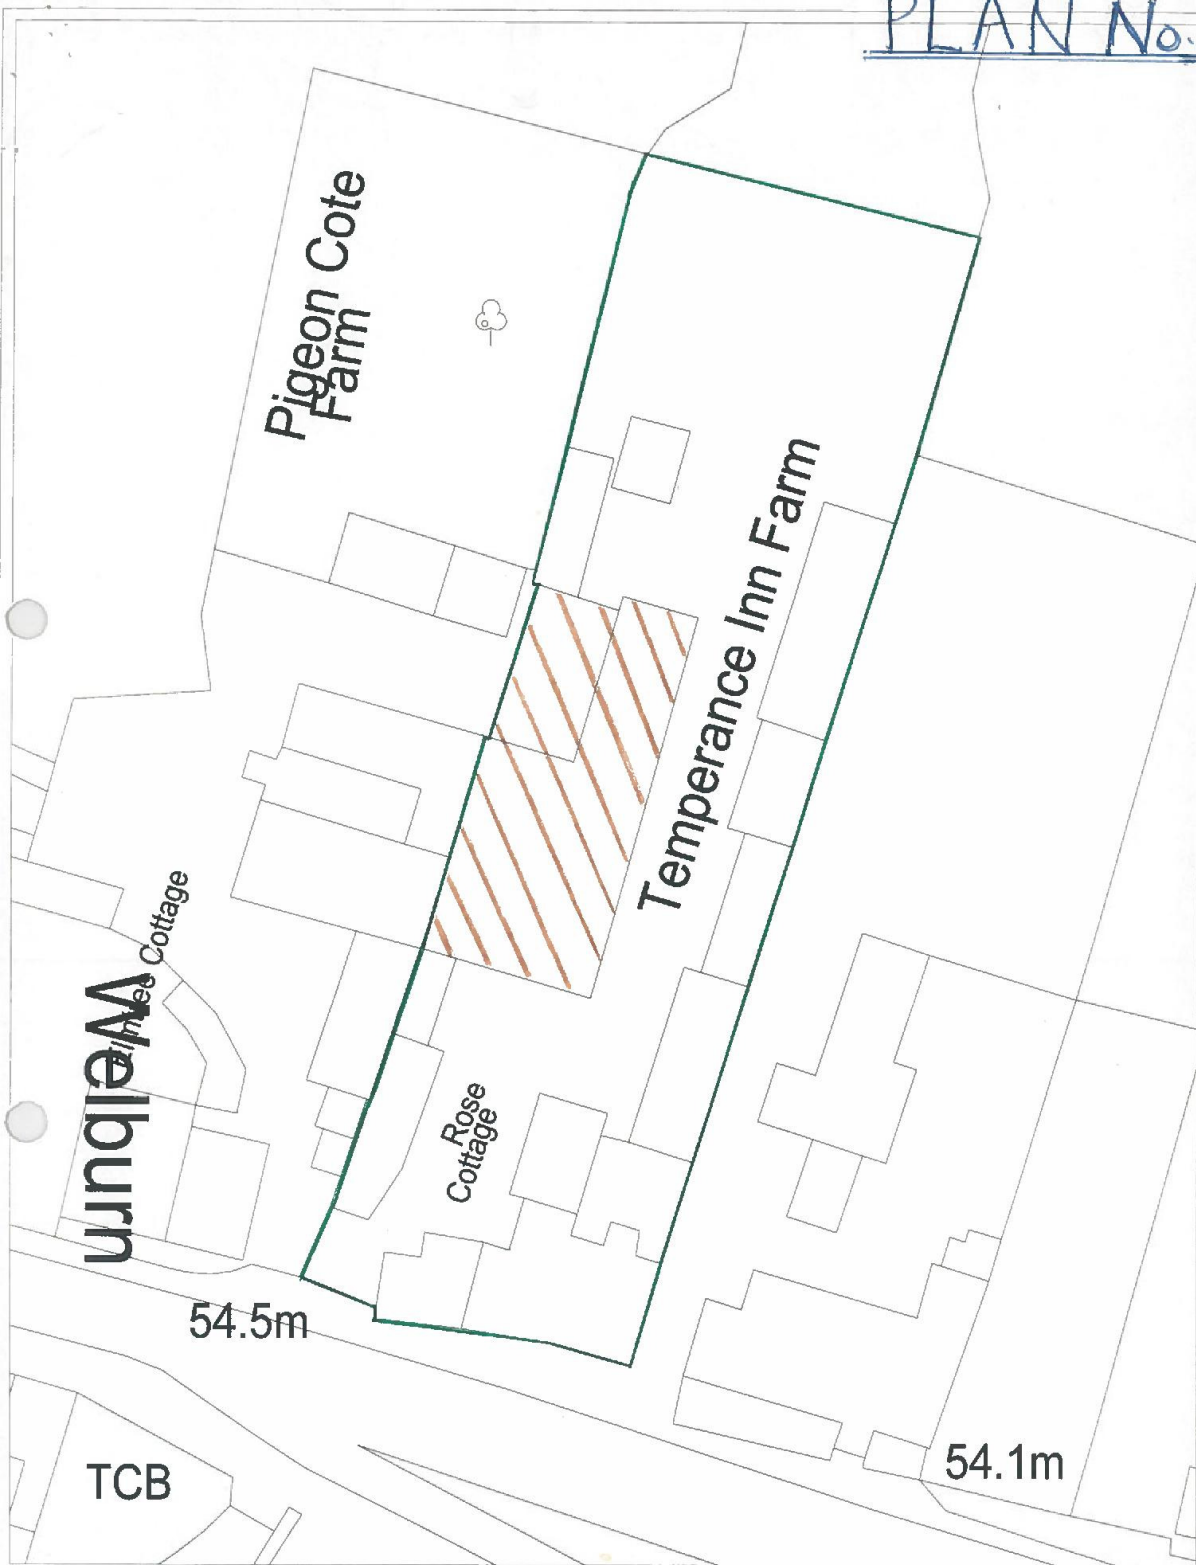 PLAN No.
Pigeon Cote
Farm
Temperance Inn Farm
Cottage
Welburn
Rose
Cottage
54.5m
TCB
54.1m